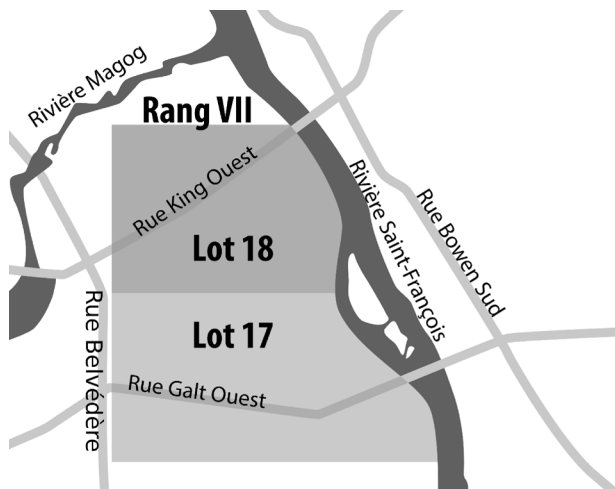 Rivière Magog
Rang VII
Rue King Ouest
Rivière Saint-François
Rue Bowen Sud
Lot 18
Lot 17
Rue Belvédère
Rue Galt Ouest